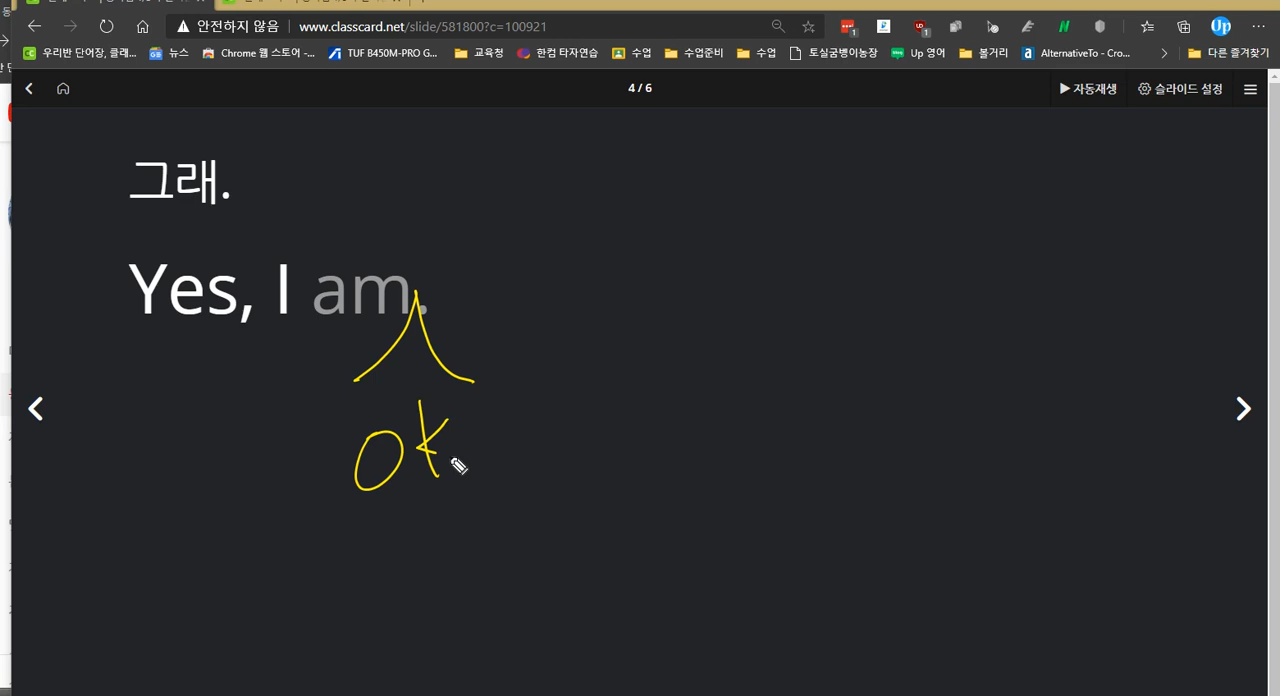 안전하지 않음 www.classcard.net/slide/581800?c=100921
우리반 단어장, 클래... 뉴스 Chrome 웹 스토어 -... TUF B450M-PRO G... 교육정 한컴 타자연습 수업 수업준비 수업 토실굼벵이농장 Up 영어 볼거리 AlternativeTo - Cro... 다른 즐겨찾기
4 / 6 자동재생 슬라이드 설정
그래.
Yes, I am.
ok